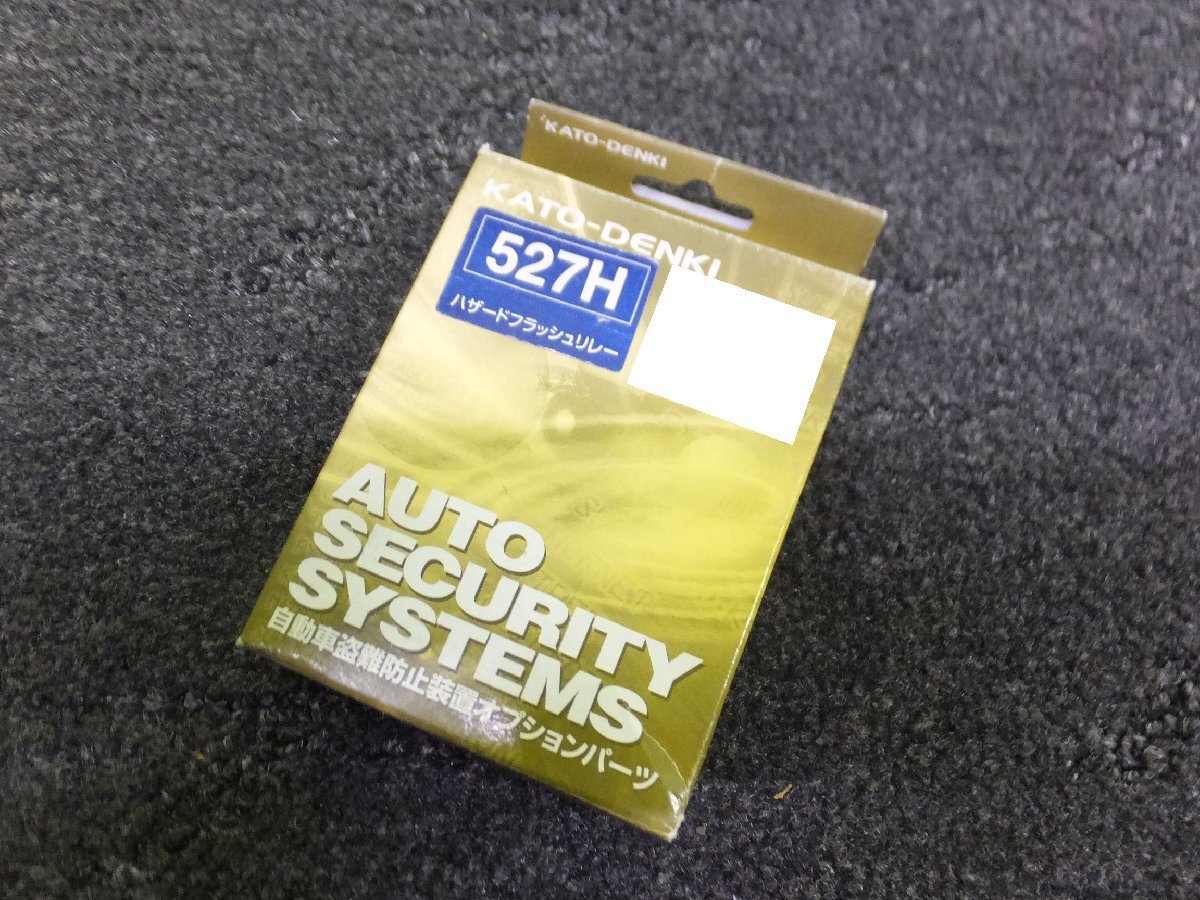 KATO-DENKI
KATO-DENKI
527H
ハザードフラッシュリレー
AUTO
SECURITY
SYSTEMS
自動車盗難防止装置オプションパーツ